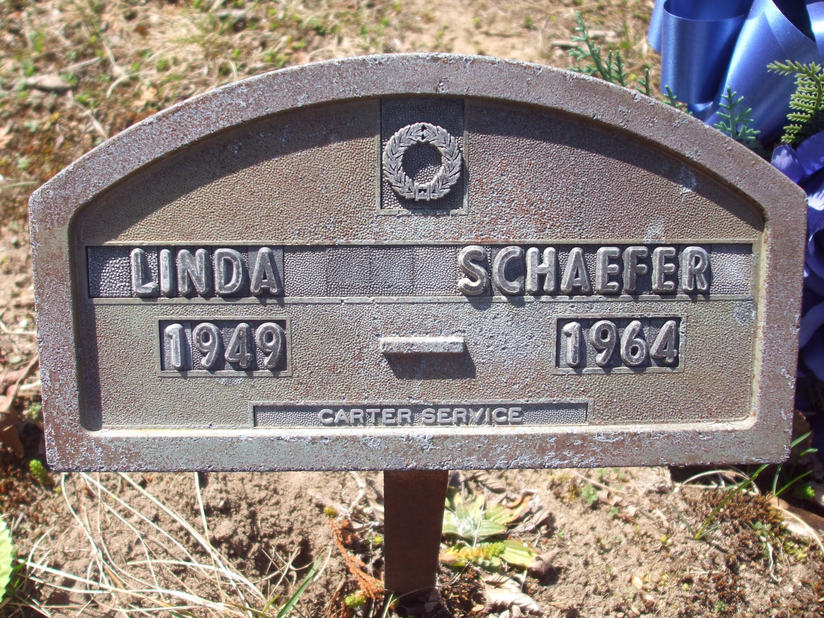 LINDA SCHAEFER
1949 — 1964
CARTER SERVICE